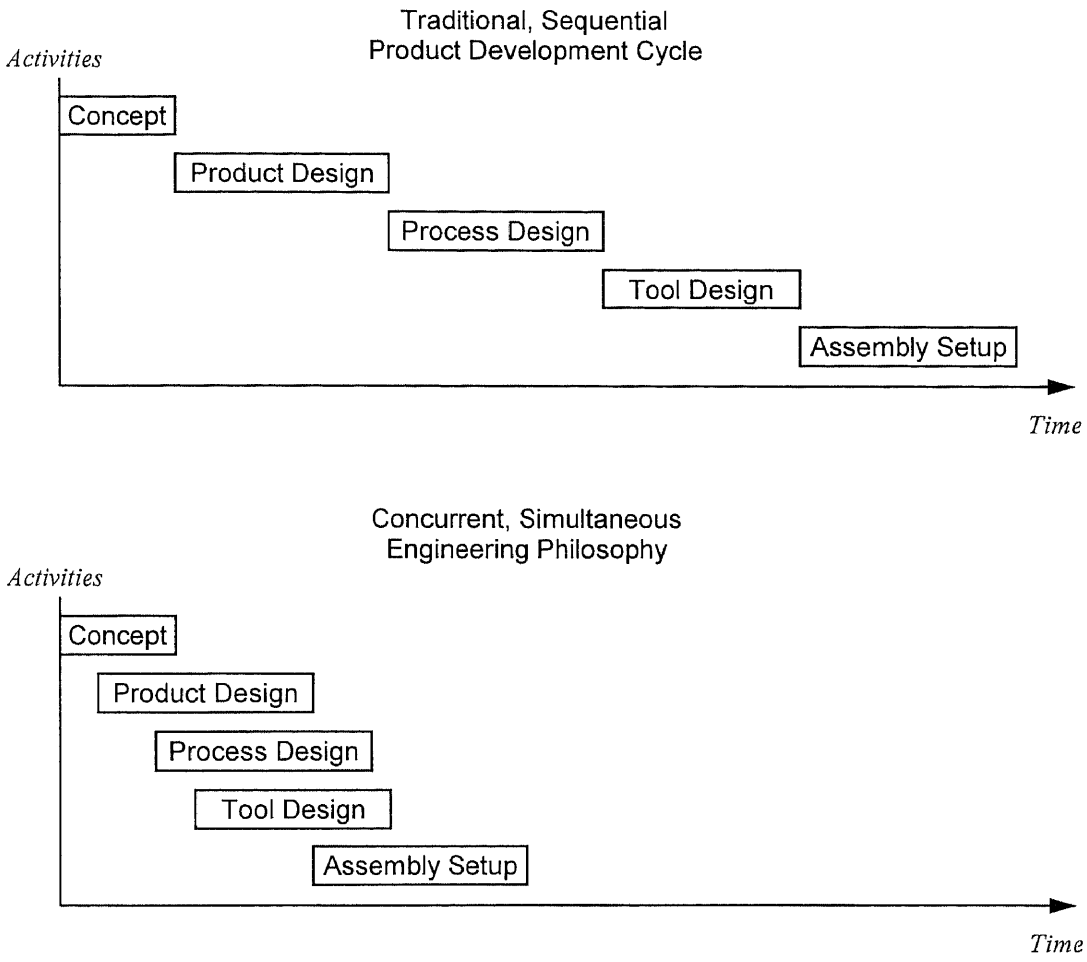 Traditional, Sequential
Product Development Cycle
Activities
Concept
Product Design
Process Design
Tool Design
Assembly Setup
Time
Concurrent, Simultaneous
Engineering Philosophy
Activities
Concept
Product Design
Process Design
Tool Design
Assembly Setup
Time